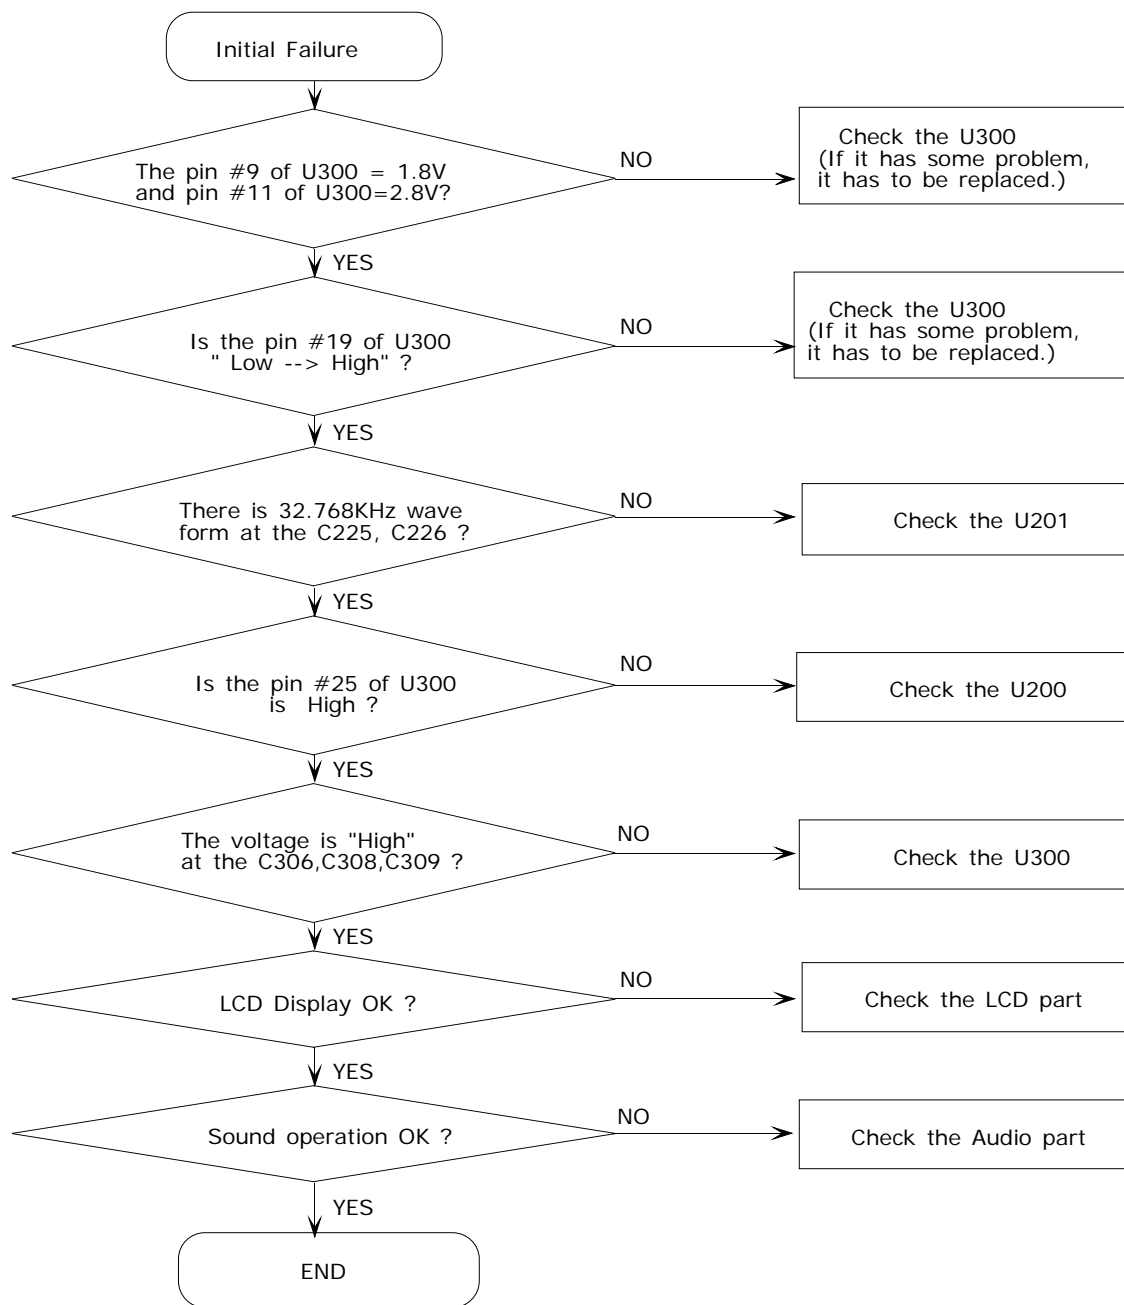 Initial Failure
The pin #9 of U300 = 1.8V
and pin #11 of U300=2.8V?
NO
Check the U300
(If it has some problem,
it has to be replaced.)
YES
Is the pin #19 of U300
" Low --> High" ?
NO
Check the U300
(If it has some problem,
it has to be replaced.)
YES
There is 32.768KHz wave
form at the C225, C226 ?
NO
Check the U201
YES
Is the pin #25 of U300
is High ?
NO
Check the U200
YES
The voltage is "High"
at the C306,C308,C309 ?
NO
Check the U300
YES
LCD Display OK ?
NO
Check the LCD part
YES
Sound operation OK ?
NO
Check the Audio part
YES
END